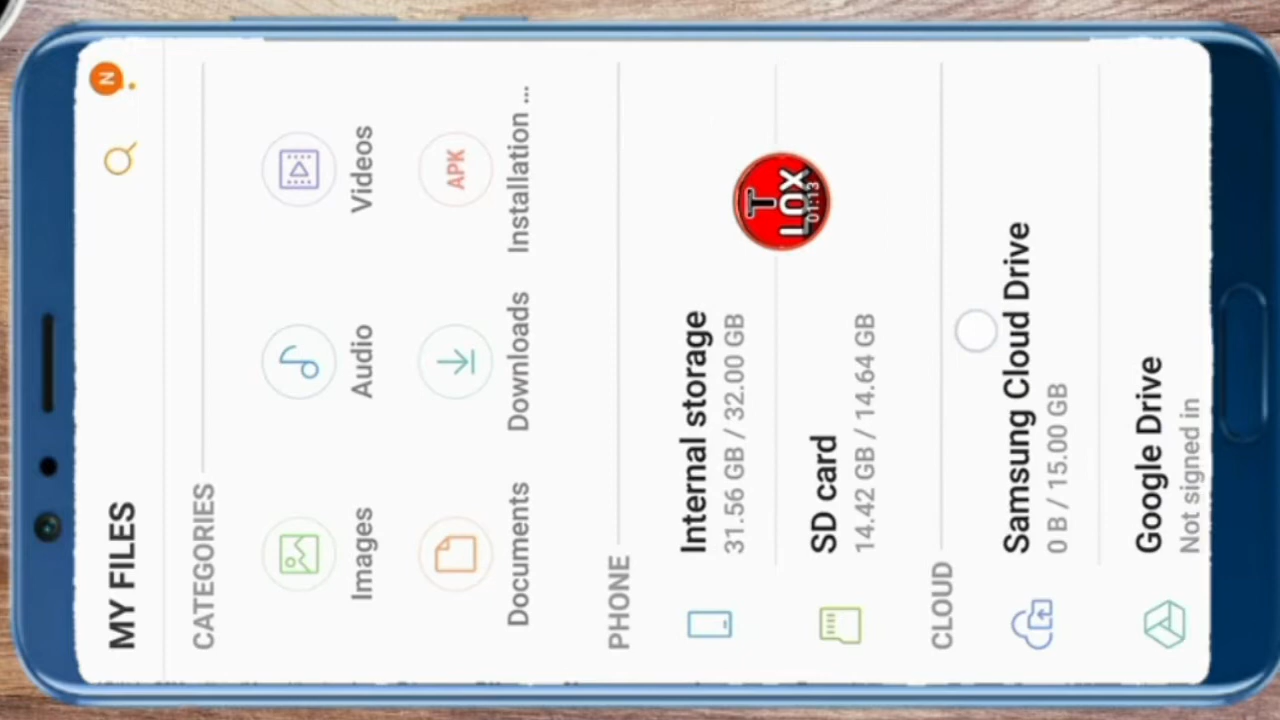 MY FILES
N
CATEGORIES
Images
Audio
Videos
APK
Documents
Downloads
Installation ...
PHONE
Internal storage
31.56 GB / 32.00 GB
SD card
14.42 GB / 14.64 GB
T
LOX
01:13
CLOUD
Samsung Cloud Drive
0 B / 15.00 GB
Google Drive
Not signed in